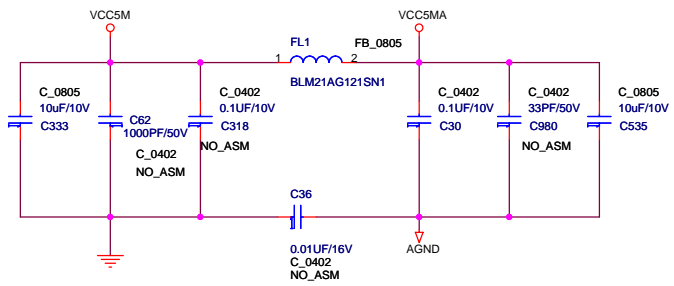 VCC5M
VCC5MA
FL1
FB_0805
1
2
BLM21AG121SN1
C_0805
10uF/10V
C333
C62
1000PF/50V
C_0402
NO_ASM
C_0402
0.1UF/10V
C318
NO_ASM
C_0402
0.1UF/10V
C30
C_0402
33PF/50V
C980
NO_ASM
C_0805
10uF/10V
C535
C36
0.01UF/16V
C_0402
NO_ASM
AGND